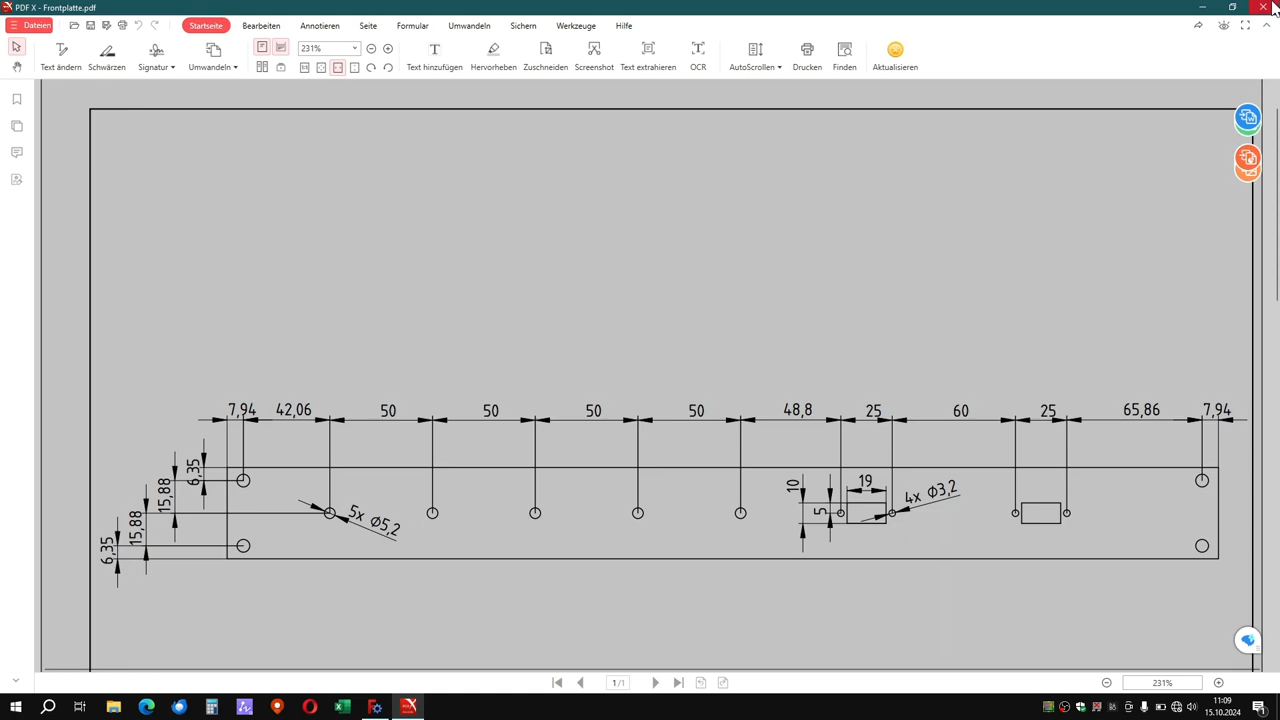 PDF X - Frontplatte.pdf
Dateien
Startseite Bearbeiten Annotieren Seite Formular Umwandeln Sichern Werkzeuge Hilfe
231%
Text ändern Schwärzen Signatur Umwandeln Text hinzufügen Hervorheben Zuschneiden Screenshot Text extrahieren OCR AutoScrollen Drucken Finden Aktualisieren
7,94 42,06 50 50 50 50 48,8 25 60 25 65,86 7,94
6,35
15,88
15,88
6,35
5x Ø5,2
10
5
19
4x Ø3,2
1/1
231%
11:09
15.10.2024